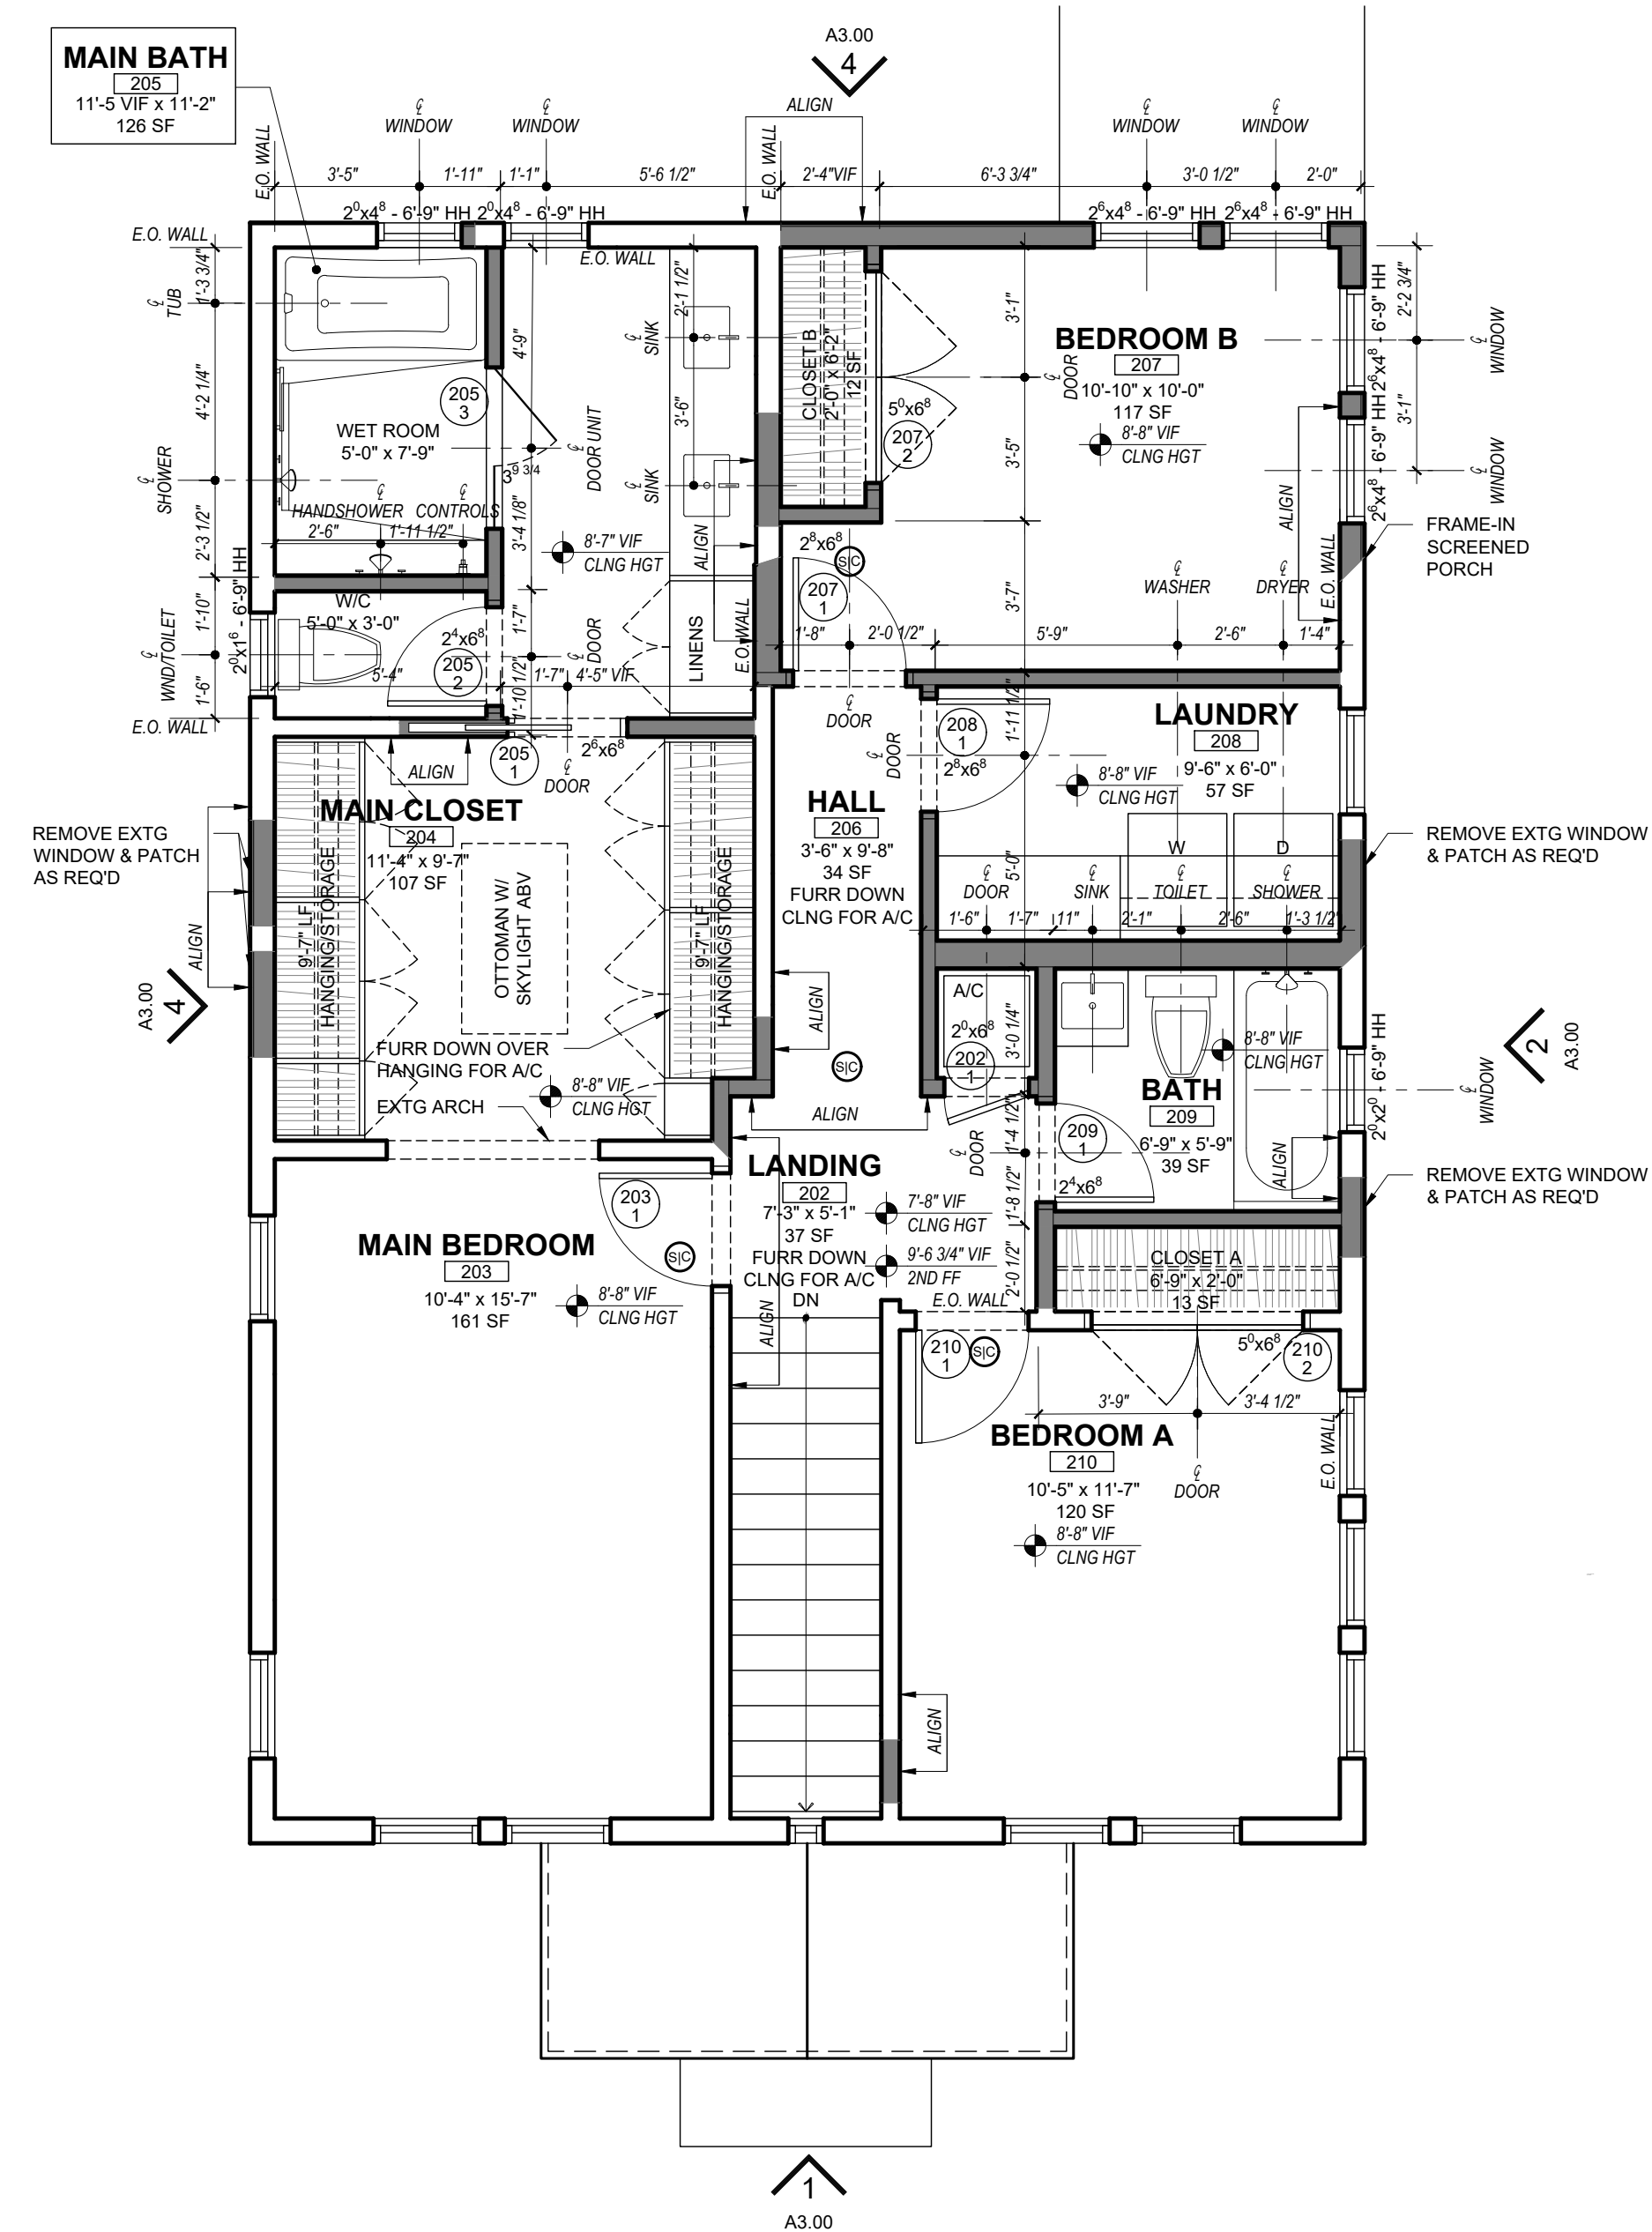 A3.00
4
MAIN BATH
205
11'-5 VIF x 11'-2"
126 SF
E.O. WALL
℄
WINDOW
℄
WINDOW
ALIGN
E.O. WALL
℄
WINDOW
℄
WINDOW
3'-5"
1'-11"
1'-1"
5'-6 1/2"
2'-4"VIF
6'-3 3/4"
3'-0 1/2"
2'-0"
2⁰x4⁸ - 6'-9" HH
2⁰x4⁸ - 6'-9" HH
2⁶x4⁸ - 6'-9" HH
2⁶x4⁸ - 6'-9" HH
E.O. WALL
E.O. WALL
1'-3 3/4"
℄
TUB
4'-2 1/4"
℄
SHOWER
2'-3 1/2"
1'-10"
℄
WND/TOILET
1'-6"
2⁰x1⁶ - 6'-9" HH
E.O. WALL
205
3
WET ROOM
5'-0" x 7'-9"
℄
HANDSHOWER
℄
CONTROLS
2'-6"
1'-11 1/2"
3⁹ ³/⁴
4'-9"
℄
DOOR UNIT
3'-4 1/8"
1'-7"
℄
DOOR
1'-10 1/2"
2'-1 1/2"
℄
SINK
3'-6"
℄
SINK
ALIGN
8'-7" VIF
CLNG HGT
LINENS
E.O.WALL
W/C
5'-0" x 3'-0"
2⁴x6⁸
205
2
5'-4"
1'-7"
4'-5" VIF
205
1
2⁶x6⁸
℄
DOOR
ALIGN
CLOSET B
2'-0" x 6'-2"
12 SF
5⁰x6⁸
207
2
3'-1"
℄
DOOR
3'-5"
3'-7"
BEDROOM B
207
10'-10" x 10'-0"
117 SF
8'-8" VIF
CLNG HGT
2'-2 3/4"
℄
WINDOW
3'-1"
℄
WINDOW
2⁶x4⁸ - 6'-9" HH
2⁶x4⁸ - 6'-9" HH
ALIGN
E.O. WALL
FRAME-IN
SCREENED
PORCH
2⁸x6⁸
S|C
207
1
℄
WASHER
℄
DRYER
1'-8"
2'-0 1/2"
5'-9"
2'-6"
1'-4"
℄
DOOR
1'-11 1/2"
℄
DOOR
208
1
2⁸x6⁸
LAUNDRY
208
9'-6" x 6'-0"
57 SF
8'-8" VIF
CLNG HGT
W
D
5'-0"
℄
DOOR
℄
SINK
℄
TOILET
℄
SHOWER
1'-6"
1'-7"
11"
2'-1"
2'-6"
1'-3 1/2"
REMOVE EXTG WINDOW
& PATCH AS REQ'D
REMOVE EXTG
WINDOW & PATCH
AS REQ'D
ALIGN
A3.00
4
MAIN CLOSET
204
11'-4" x 9'-7"
107 SF
9'-7" LF
HANGING/STORAGE
OTTOMAN W/
SKYLIGHT ABV
9'-7" LF
HANGING/STORAGE
FURR DOWN OVER
HANGING FOR A/C
8'-8" VIF
CLNG HGT
EXTG ARCH
HALL
206
3'-6" x 9'-8"
34 SF
FURR DOWN
CLNG FOR A/C
ALIGN
S|C
ALIGN
A/C
2⁰x6⁸
202
1
3'-0 1/4"
℄
DOOR
1'-4 1/2"
1'-8 1/2"
2'-0 1/2"
209
1
2⁴x6⁸
BATH
209
6'-9" x 5'-9"
39 SF
8'-8" VIF
CLNG HGT
ALIGN
2⁰x2⁰ - 6'-9" HH
℄
WINDOW
2
A3.00
REMOVE EXTG WINDOW
& PATCH AS REQ'D
LANDING
202
7'-3" x 5'-1"
37 SF
FURR DOWN
CLNG FOR A/C
DN
7'-8" VIF
CLNG HGT
9'-6 3/4" VIF
2ND FF
E.O. WALL
ALIGN
203
1
S|C
MAIN BEDROOM
203
10'-4" x 15'-7"
161 SF
8'-8" VIF
CLNG HGT
CLOSET A
6'-9" x 2'-0"
13 SF
5⁰x6⁸
210
2
210
1
S|C
3'-9"
3'-4 1/2"
℄
DOOR
E.O. WALL
BEDROOM A
210
10'-5" x 11'-7"
120 SF
8'-8" VIF
CLNG HGT
ALIGN
1
A3.00